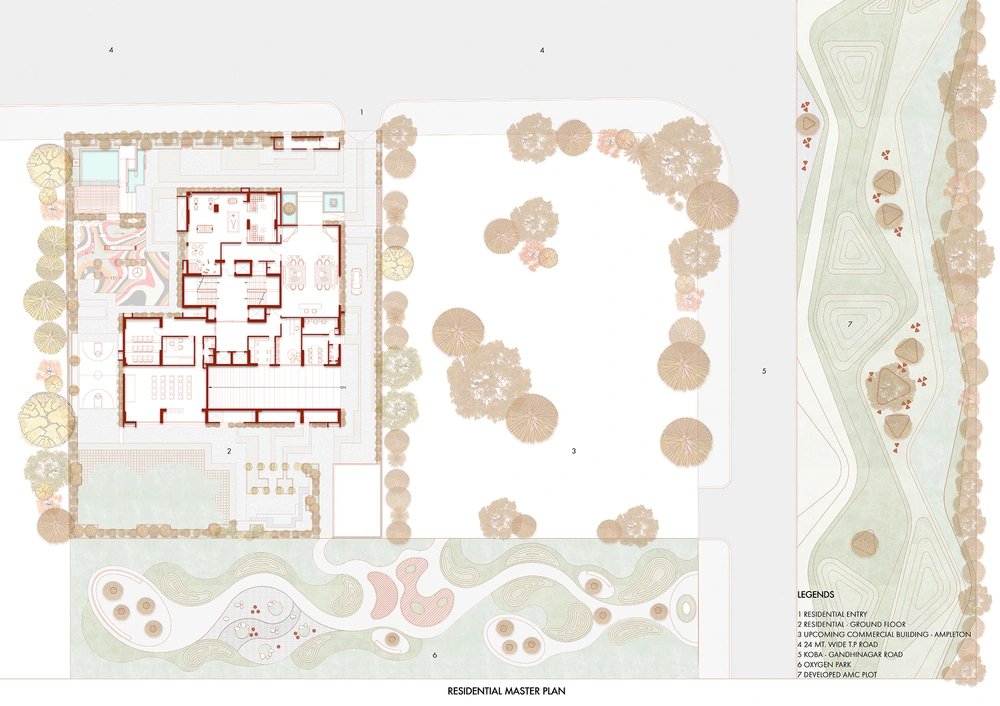 4
4
1
7
5
2
3
6
LEGENDS
1 RESIDENTIAL ENTRY
2 RESIDENTIAL - GROUND FLOOR
3 UPCOMING COMMERCIAL BUILDING - AMPLETON
4 24 MT. WIDE T.P ROAD
5 KOBA - GANDHINAGAR ROAD
6 OXYGEN PARK
7 DEVELOPED AMC PLOT
RESIDENTIAL MASTER PLAN